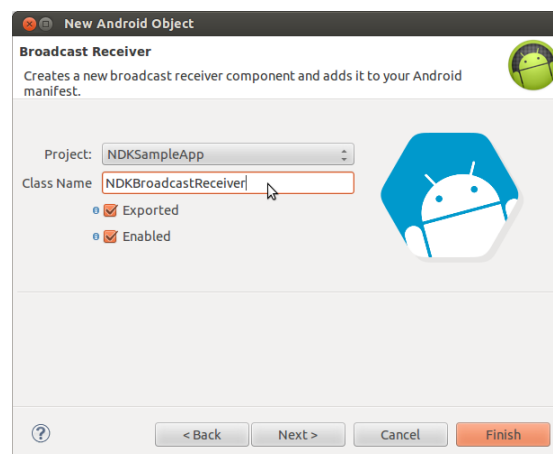 New Android Object
Broadcast Receiver
Creates a new broadcast receiver component and adds it to your Android
manifest.
Project: NDKSampleApp
Class Name NDKBroadcastReceiver
Exported
Enabled
? < Back Next > Cancel Finish